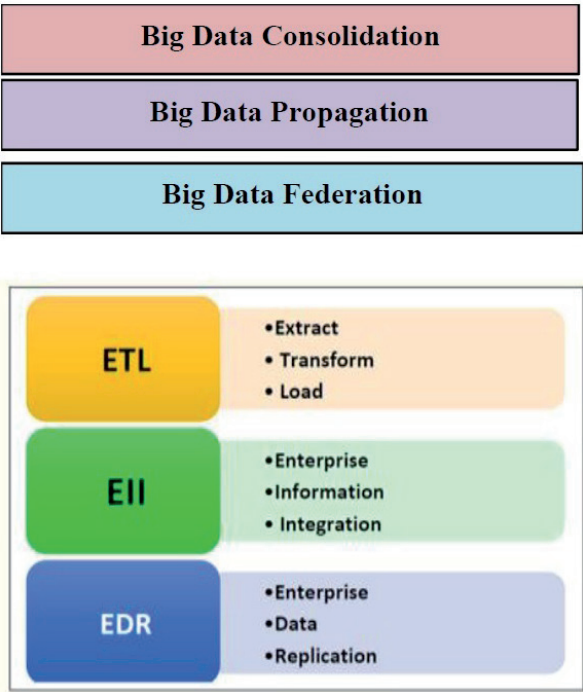 Big Data Consolidation
Big Data Propagation
Big Data Federation
ETL
•Extract
• Transform
• Load
EII
•Enterprise
•Information
• Integration
EDR
•Enterprise
•Data
•Replication